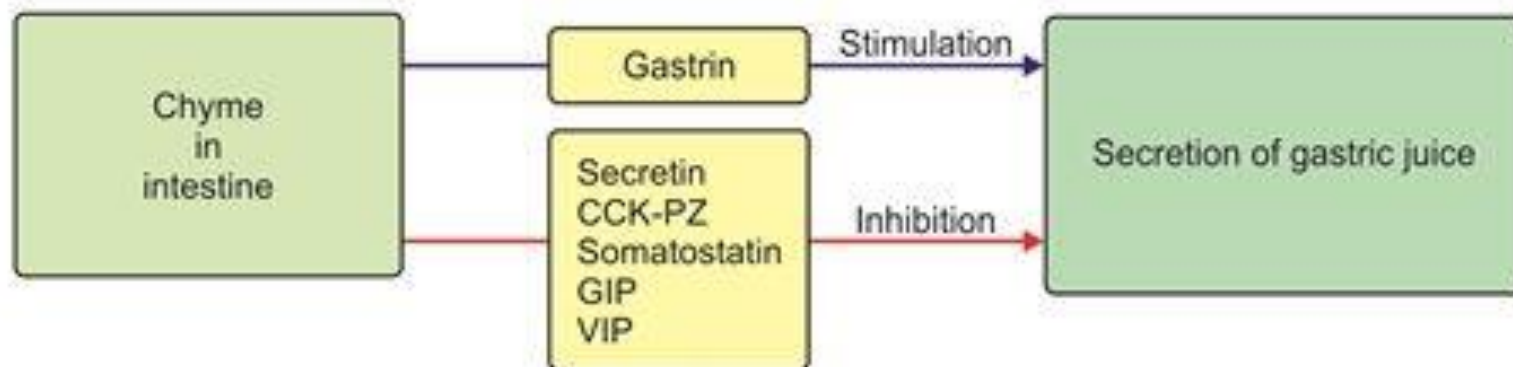 Chyme
in
intestine
Gastrin
Stimulation
Secretin
CCK-PZ
Somatostatin
GIP
VIP
Inhibition
Secretion of gastric juice